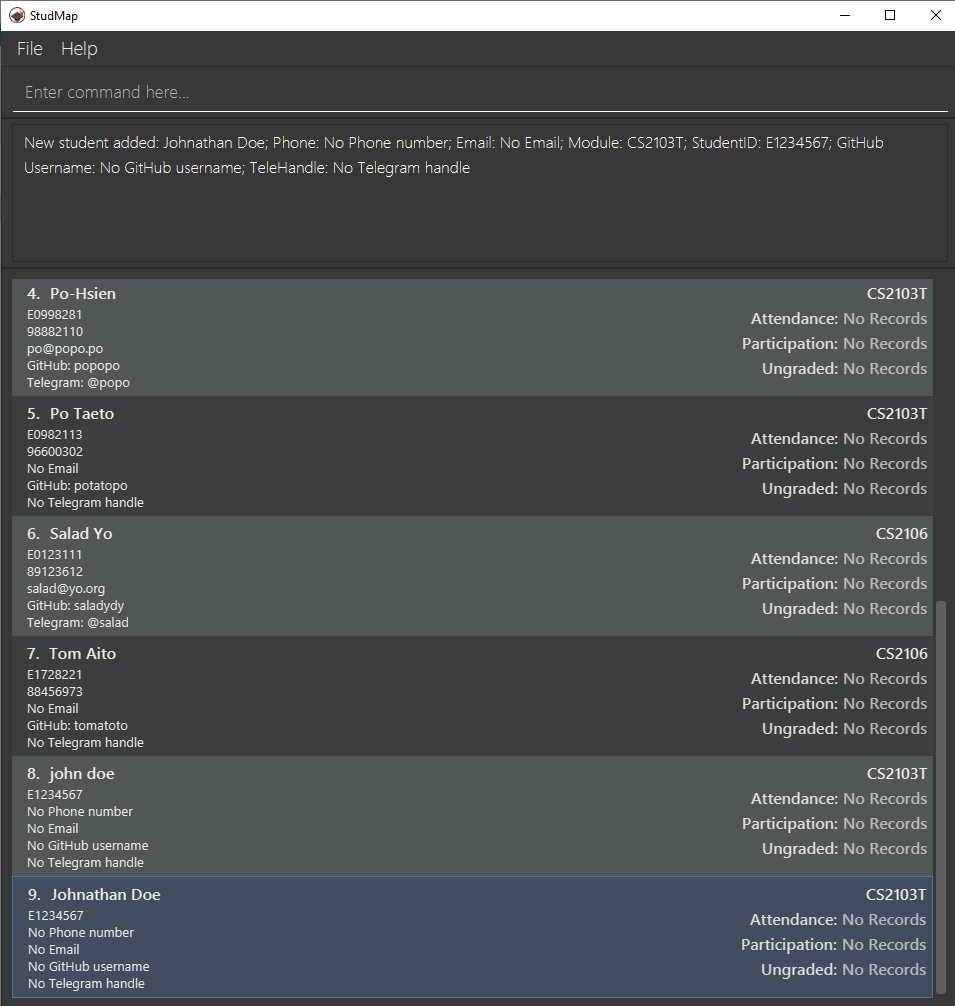 StudMap
File Help
Enter command here...
New student added: Johnathan Doe; Phone: No Phone number; Email: No Email; Module: CS2103T; StudentID: E1234567; GitHub
Username: No GitHub username; TeleHandle: No Telegram handle
4. Po-Hsien CS2103T
E0998281
Attendance: No Records
98882110
po@popo.po
Participation: No Records
GitHub: popopo
Ungraded: No Records
Telegram: @popo
5. Po Taeto CS2103T
E0982113
Attendance: No Records
96600302
No Email
Participation: No Records
GitHub: potatopo
Ungraded: No Records
No Telegram handle
6. Salad Yo CS2106
E0123111
Attendance: No Records
89123612
salad@yo.org
Participation: No Records
GitHub: saladydy
Ungraded: No Records
Telegram: @salad
7. Tom Aito CS2106
E1728221
Attendance: No Records
88456973
No Email
Participation: No Records
GitHub: tomatoto
Ungraded: No Records
No Telegram handle
8. john doe CS2103T
E1234567
Attendance: No Records
No Phone number
No Email
Participation: No Records
No GitHub username
Ungraded: No Records
No Telegram handle
9. Johnathan Doe CS2103T
E1234567
Attendance: No Records
No Phone number
No Email
Participation: No Records
No GitHub username
Ungraded: No Records
No Telegram handle